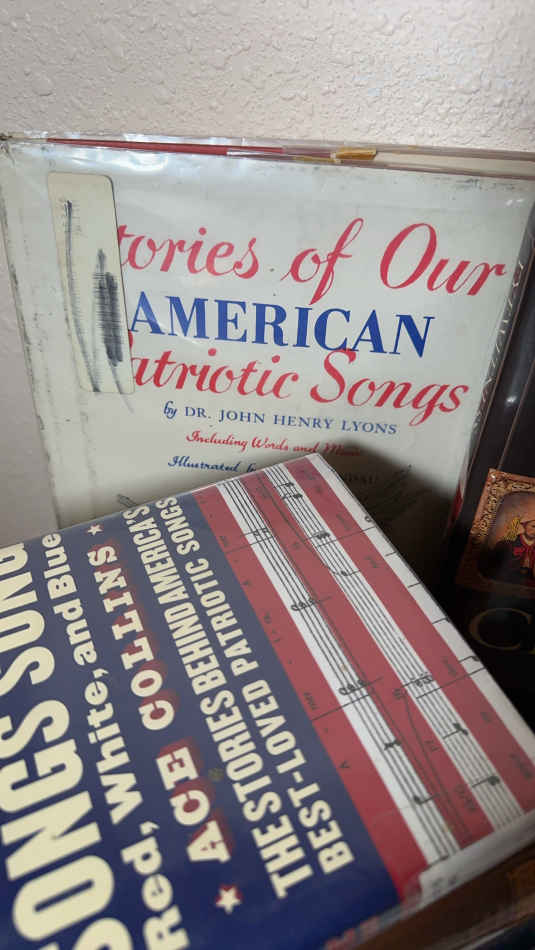 tories of Our
AMERICAN
atriotic Songs
by DR. JOHN HENRY LYONS
Including Words and Music
Illustrated
SONGS SUNG
Red, White, and Blue
ACE COLLINS
THE STORIES BEHIND AMERICA'S
BEST-LOVED PATRIOTIC SONGS